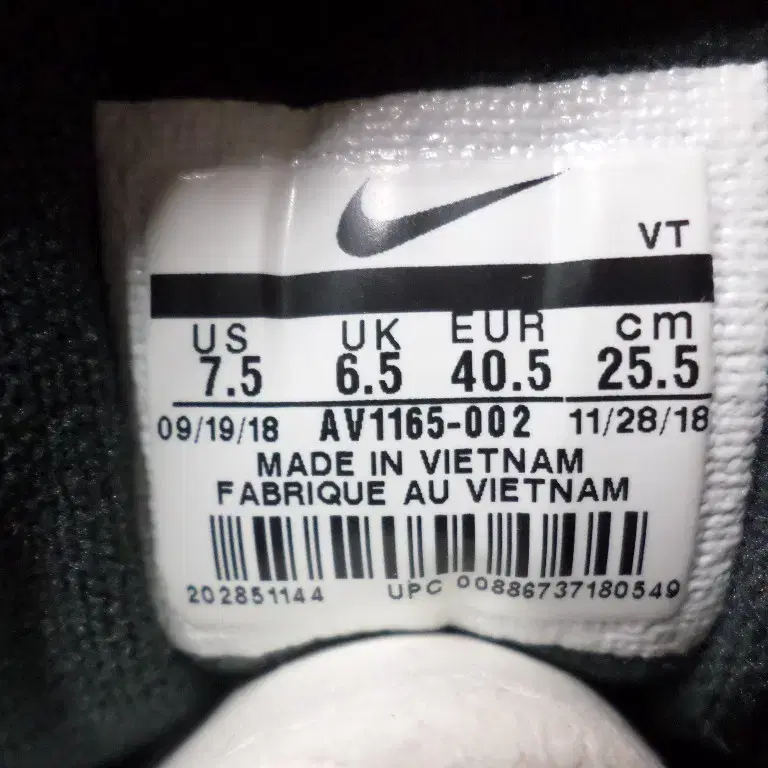 VT
US UK EUR cm
7.5 6.5 40.5 25.5
09/19/18 AV1165-002 11/28/18
MADE IN VIETNAM
FABRIQUE AU VIETNAM
202851144 UPC 00886737180549